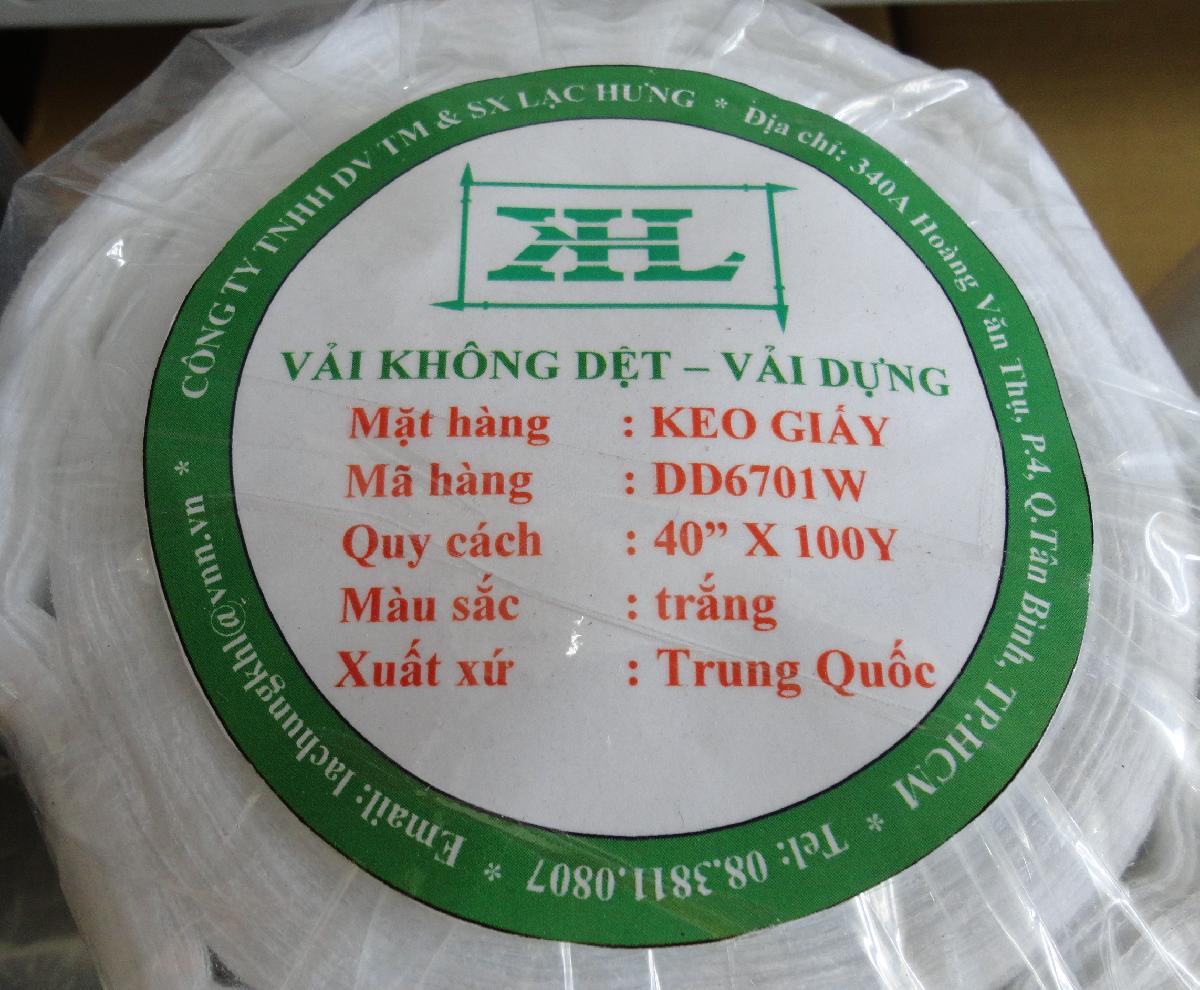 CÔNG TY TNHH DV TM & SX LẠC HƯNG * Địa chỉ: 340A Hoàng Văn Thụ, P.4, Q.Tân Bình, TP.HCM * Tel: 08.3811.0807 * Email: lachungkhl@vnn.vn *
KHL
VẢI KHÔNG DỆT – VẢI DỰNG
Mặt hàng : KEO GIẤY
Mã hàng : DD6701W
Quy cách : 40” X 100Y
Màu sắc : trắng
Xuất xứ : Trung Quốc